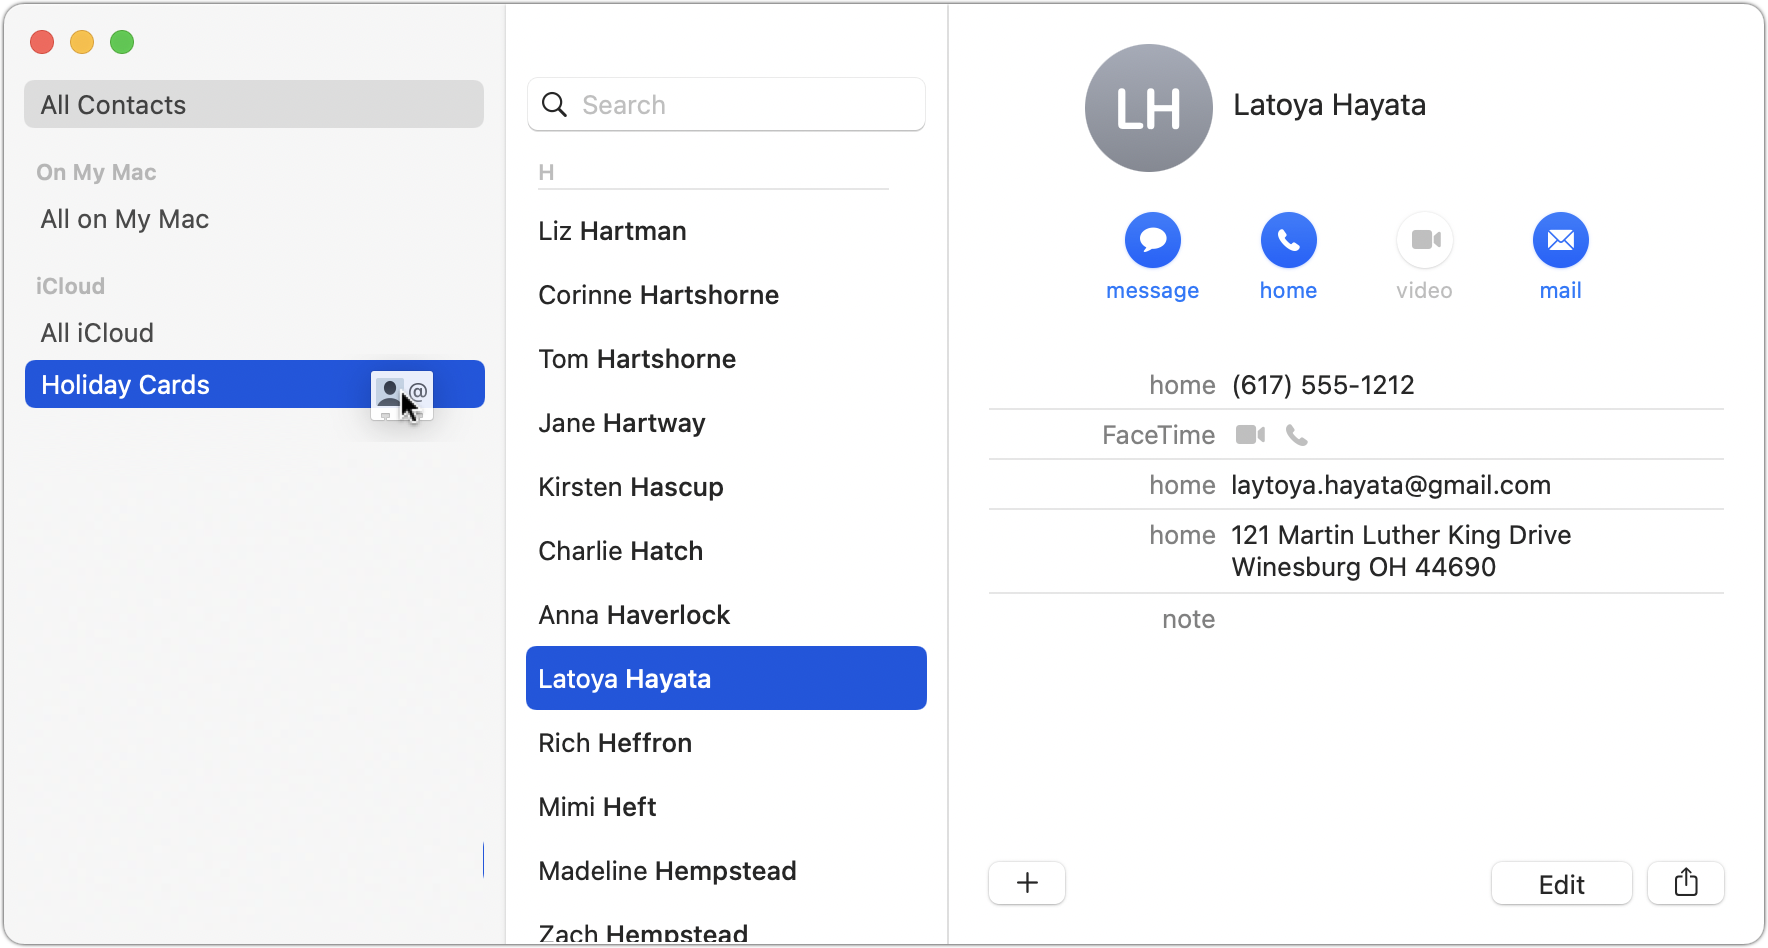 All Contacts
On My Mac
All on My Mac
iCloud
All iCloud
Holiday Cards
@
Search
H
Liz Hartman
Corinne Hartshorne
Tom Hartshorne
Jane Hartway
Kirsten Hascup
Charlie Hatch
Anna Haverlock
Latoya Hayata
Rich Heffron
Mimi Heft
Madeline Hempstead
Zach Hempstead
LH
Latoya Hayata
message home video mail
home (617) 555-1212
FaceTime
home laytoya.hayata@gmail.com
home 121 Martin Luther King Drive
Winesburg OH 44690
note
+ Edit